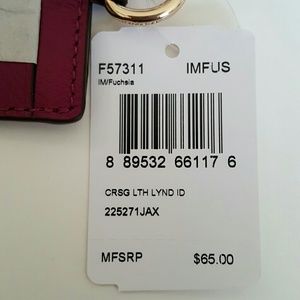 F57311 IMFUS
IM/Fuchsia
8 89532 66117 6
CRSG LTH LYND ID
225271JAX
MFSRP $65.00